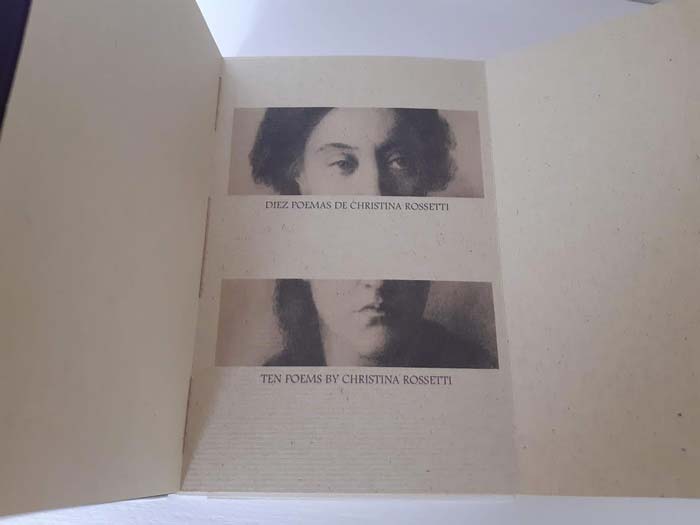 DIEZ POEMAS DE CHRISTINA ROSSETTI
TEN POEMS BY CHRISTINA ROSSETTI